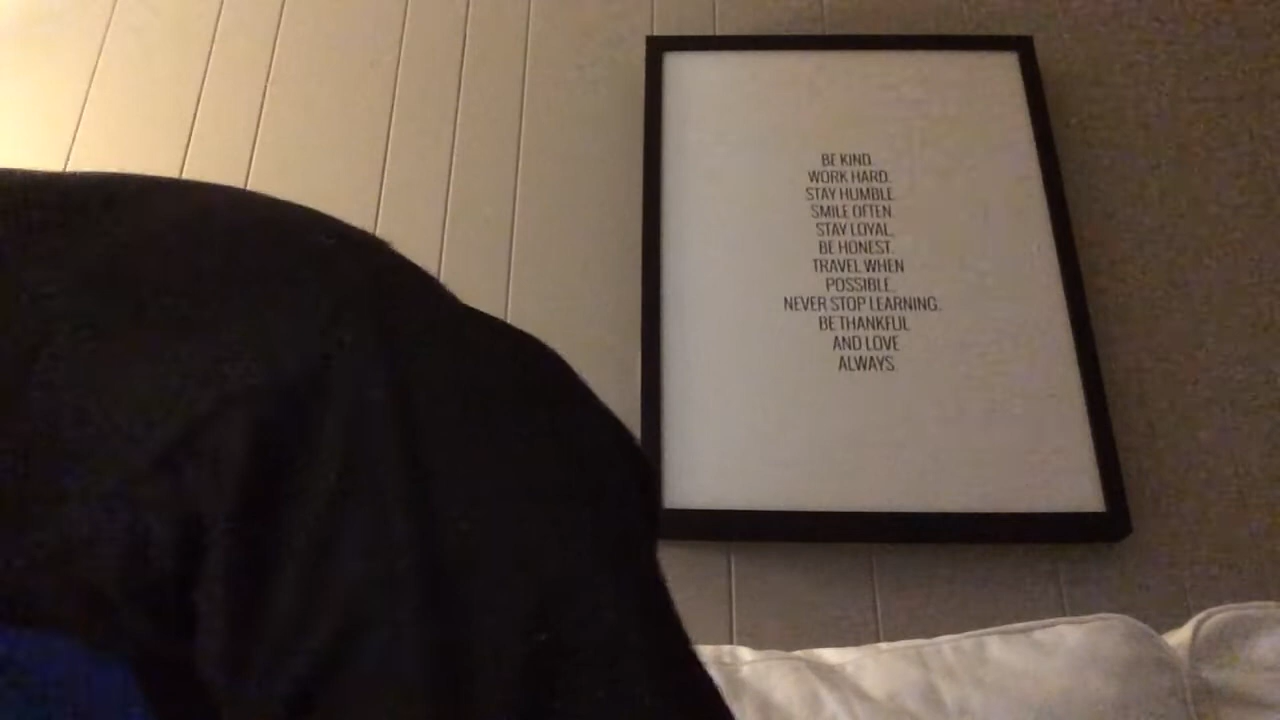 BE KIND.
WORK HARD.
STAY HUMBLE.
SMILE OFTEN.
STAY LOYAL.
BE HONEST.
TRAVEL WHEN
POSSIBLE.
NEVER STOP LEARNING.
BE THANKFUL
AND LOVE
ALWAYS.